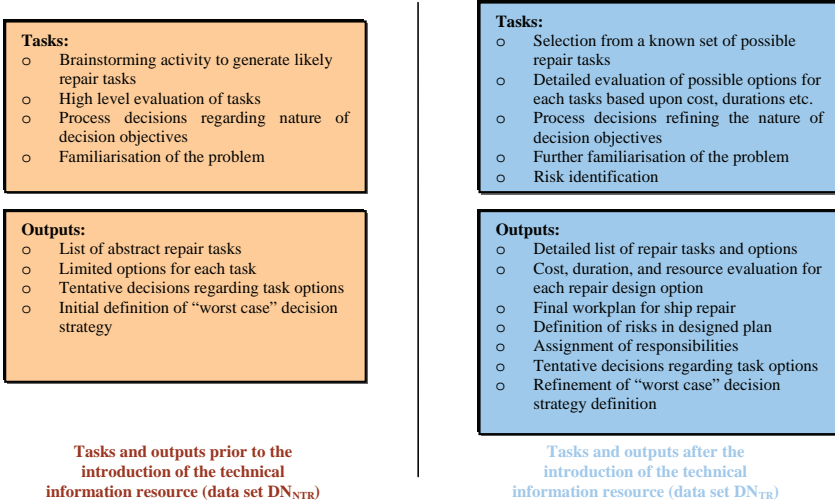 Tasks:
o Brainstorming activity to generate likely
repair tasks
o High level evaluation of tasks
o Process decisions regarding nature of
decision objectives
o Familiarisation of the problem
Outputs:
o List of abstract repair tasks
o Limited options for each task
o Tentative decisions regarding task options
o Initial definition of “worst case” decision
strategy
Tasks and outputs prior to the
introduction of the technical
information resource (data set DNNTR)
Tasks:
o Selection from a known set of possible
repair tasks
o Detailed evaluation of possible options for
each tasks based upon cost, durations etc.
o Process decisions refining the nature of
decision objectives
o Further familiarisation of the problem
o Risk identification
Outputs:
o Detailed list of repair tasks and options
o Cost, duration, and resource evaluation for
each repair design option
o Final workplan for ship repair
o Definition of risks in designed plan
o Assignment of responsibilities
o Tentative decisions regarding task options
o Refinement of “worst case” decision
strategy definition
Tasks and outputs after the
introduction of the technical
information resource (data set DNTR)